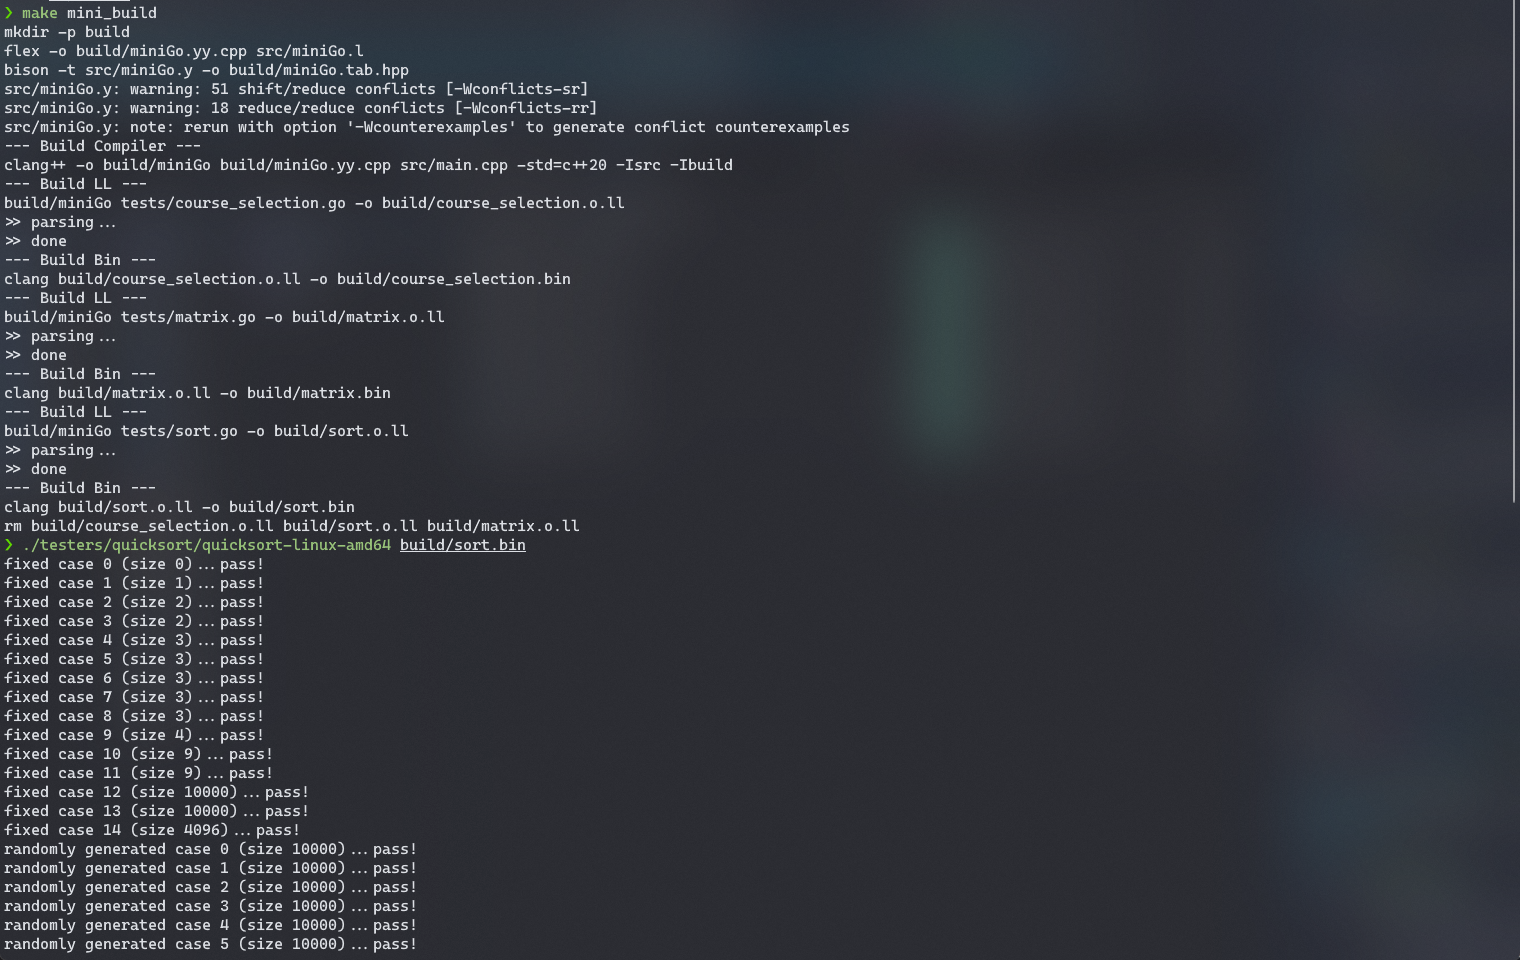 ❯ make mini_build
mkdir -p build
flex -o build/miniGo.yy.cpp src/miniGo.l
bison -t src/miniGo.y -o build/miniGo.tab.hpp
src/miniGo.y: warning: 51 shift/reduce conflicts [-Wconflicts-sr]
src/miniGo.y: warning: 18 reduce/reduce conflicts [-Wconflicts-rr]
src/miniGo.y: note: rerun with option '-Wcounterexamples' to generate conflict counterexamples
--- Build Compiler ---
clang++ -o build/miniGo build/miniGo.yy.cpp src/main.cpp -std=c++20 -Isrc -Ibuild
--- Build LL ---
build/miniGo tests/course_selection.go -o build/course_selection.o.ll
>> parsing...
>> done
--- Build Bin ---
clang build/course_selection.o.ll -o build/course_selection.bin
--- Build LL ---
build/miniGo tests/matrix.go -o build/matrix.o.ll
>> parsing...
>> done
--- Build Bin ---
clang build/matrix.o.ll -o build/matrix.bin
--- Build LL ---
build/miniGo tests/sort.go -o build/sort.o.ll
>> parsing...
>> done
--- Build Bin ---
clang build/sort.o.ll -o build/sort.bin
rm build/course_selection.o.ll build/sort.o.ll build/matrix.o.ll
❯ ./testers/quicksort/quicksort-linux-amd64 build/sort.bin
fixed case 0 (size 0)...pass!
fixed case 1 (size 1)...pass!
fixed case 2 (size 2)...pass!
fixed case 3 (size 2)...pass!
fixed case 4 (size 3)...pass!
fixed case 5 (size 3)...pass!
fixed case 6 (size 3)...pass!
fixed case 7 (size 3)...pass!
fixed case 8 (size 3)...pass!
fixed case 9 (size 4)...pass!
fixed case 10 (size 9)...pass!
fixed case 11 (size 9)...pass!
fixed case 12 (size 10000)...pass!
fixed case 13 (size 10000)...pass!
fixed case 14 (size 4096)...pass!
randomly generated case 0 (size 10000)...pass!
randomly generated case 1 (size 10000)...pass!
randomly generated case 2 (size 10000)...pass!
randomly generated case 3 (size 10000)...pass!
randomly generated case 4 (size 10000)...pass!
randomly generated case 5 (size 10000)...pass!